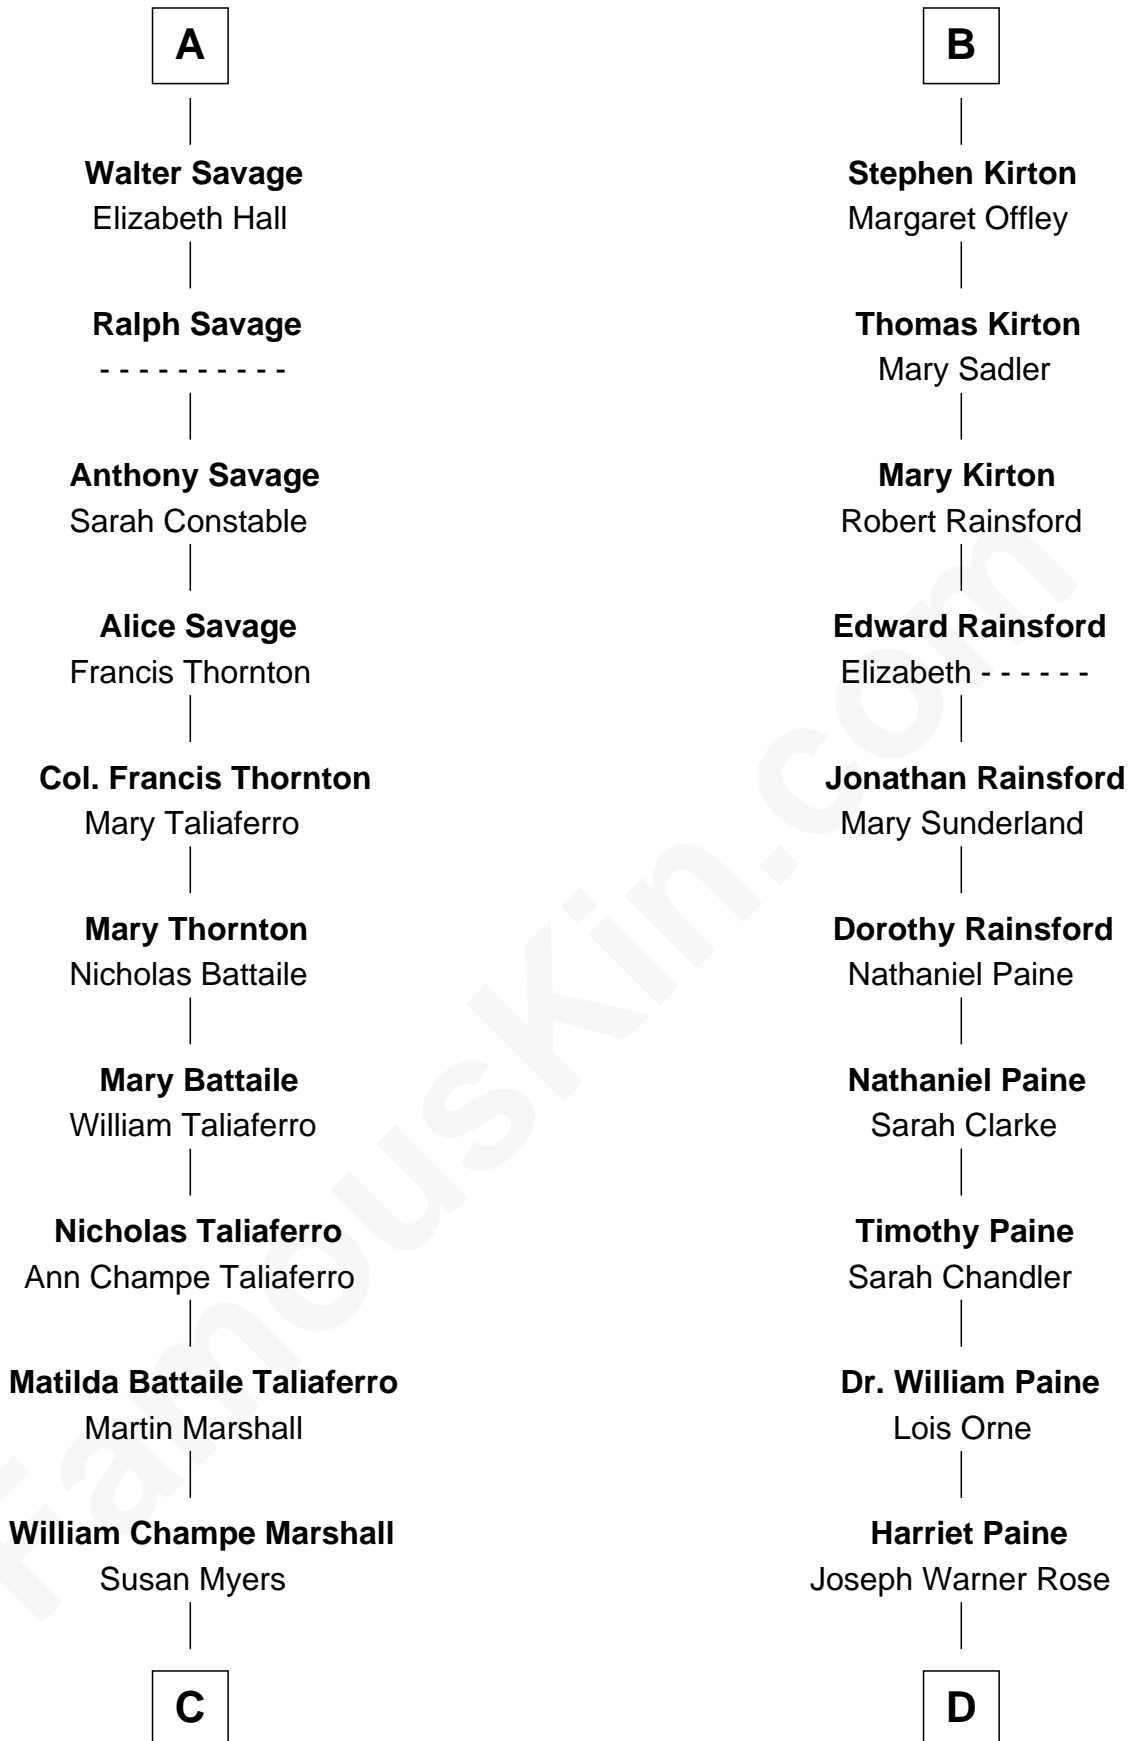 A
Walter Savage
Elizabeth Hall
Ralph Savage
- - - - - - - - - -
Anthony Savage
Sarah Constable
Alice Savage
Francis Thornton
Col. Francis Thornton
Mary Taliaferro
Mary Thornton
Nicholas Battaile
Mary Battaile
William Taliaferro
Nicholas Taliaferro
Ann Champe Taliaferro
Matilda Battaile Taliaferro
Martin Marshall
William Champe Marshall
Susan Myers
C
B
Stephen Kirton
Margaret Offley
Thomas Kirton
Mary Sadler
Mary Kirton
Robert Rainsford
Edward Rainsford
Elizabeth - - - - - -
Jonathan Rainsford
Mary Sunderland
Dorothy Rainsford
Nathaniel Paine
Nathaniel Paine
Sarah Clarke
Timothy Paine
Sarah Chandler
Dr. William Paine
Lois Orne
Harriet Paine
Joseph Warner Rose
D
FamousKin.com